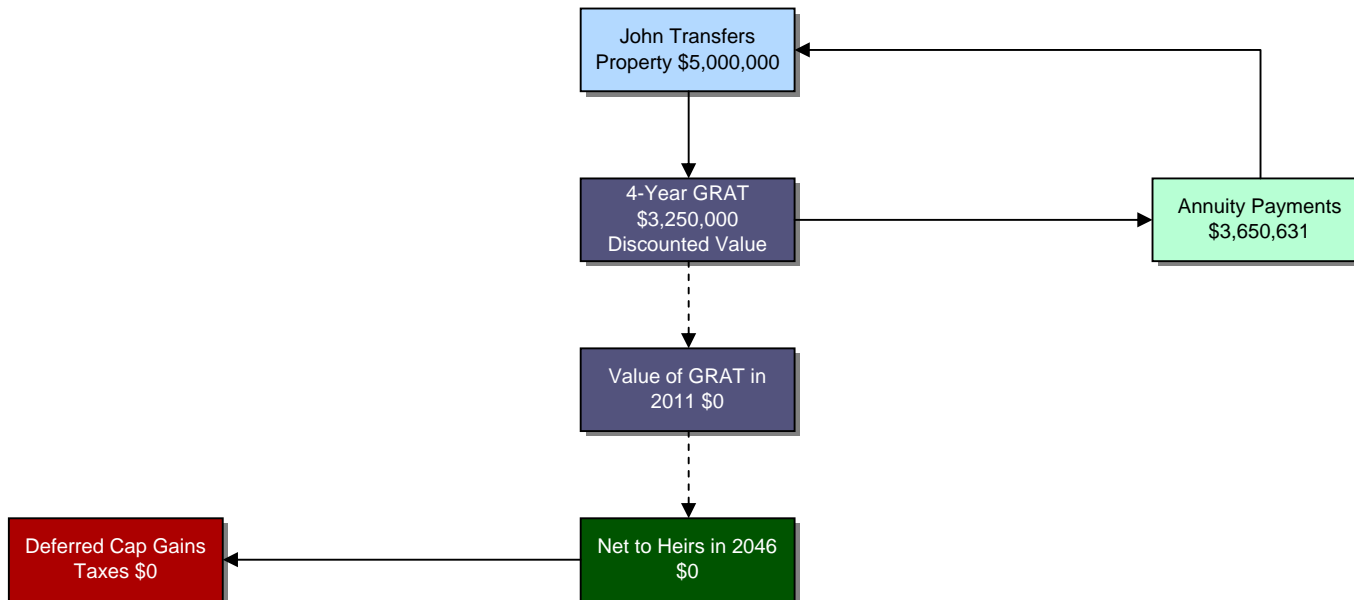 John Transfers
Property $5,000,000
4-Year GRAT
$3,250,000
Discounted Value
Annuity Payments
$3,650,631
Value of GRAT in
2011 $0
Deferred Cap Gains
Taxes $0
Net to Heirs in 2046
$0